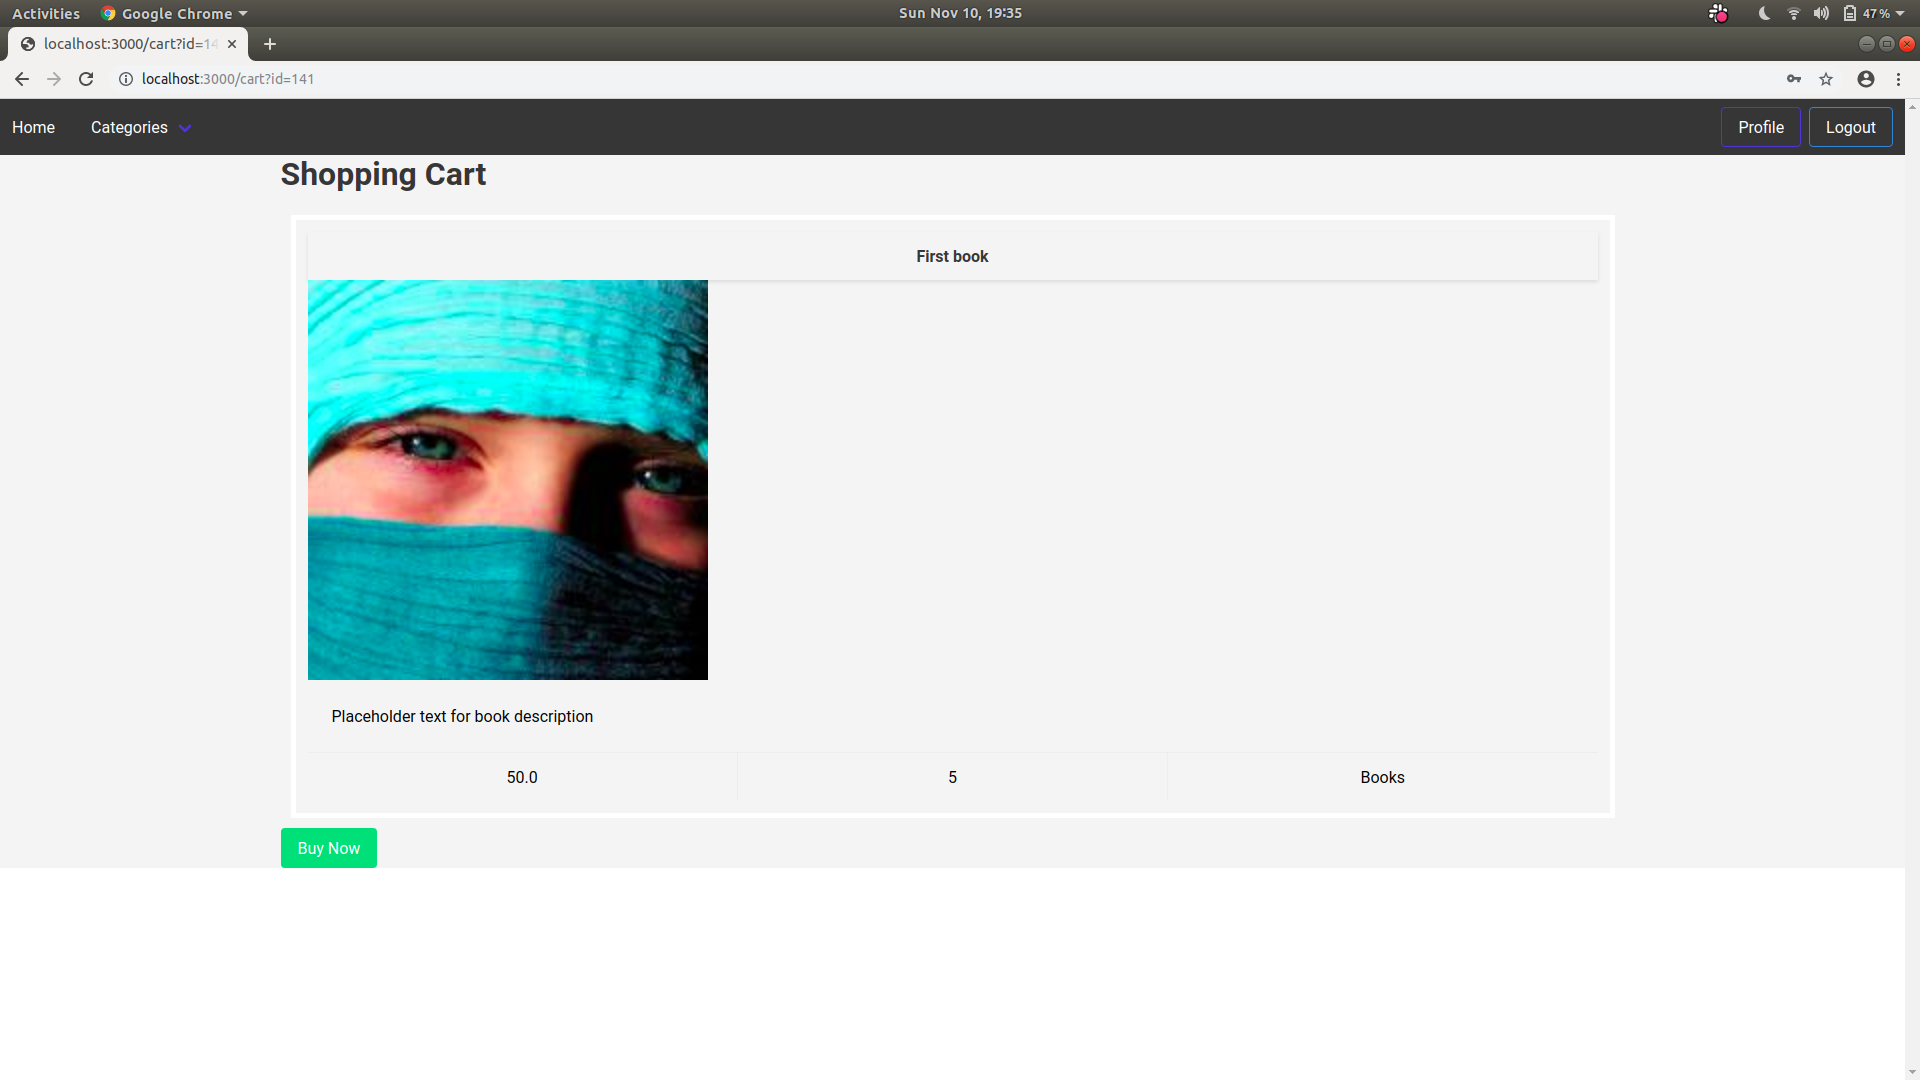 Activities Google Chrome Sun Nov 10, 19:35 47%
localhost:3000/cart?id=14
localhost:3000/cart?id=141
Home Categories Profile Logout
Shopping Cart
First book
Placeholder text for book description
50.0 5 Books
Buy Now